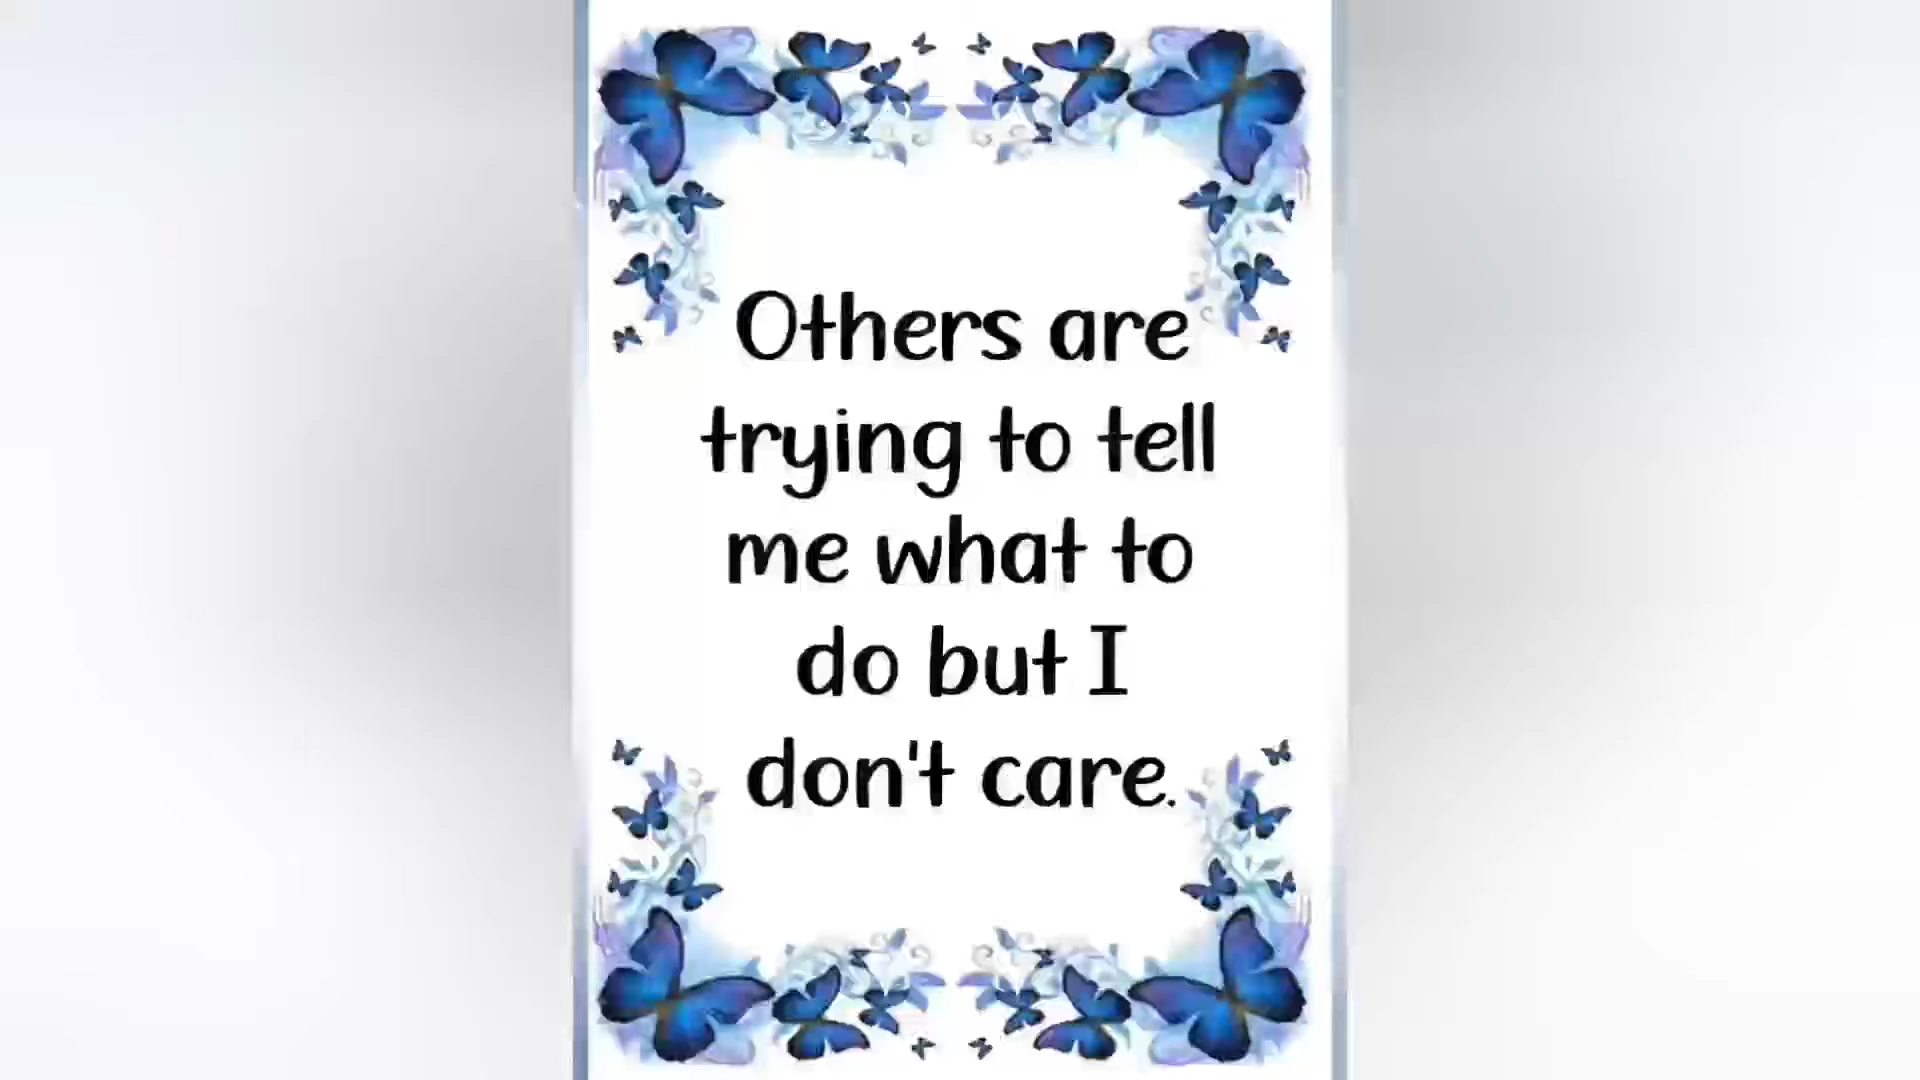 Others are
trying to tell
me what to
do but I
don't care.